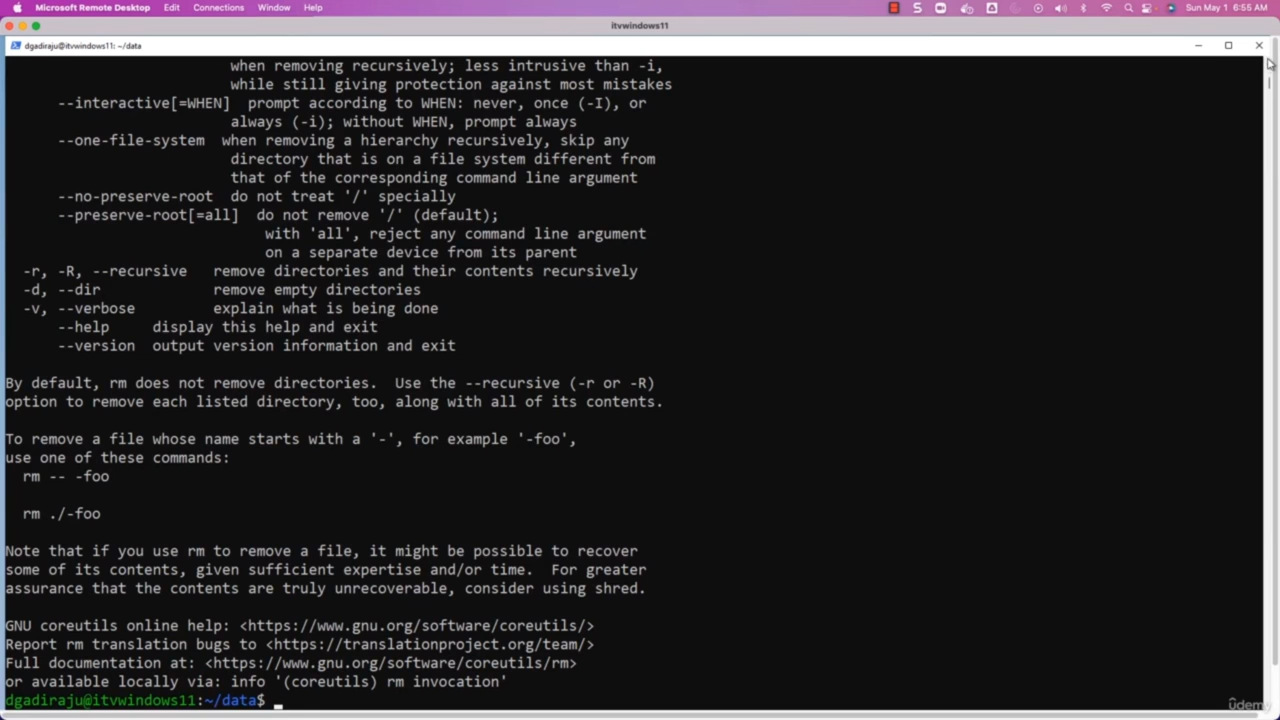 Microsoft Remote Desktop Edit Connections Window Help Sun May 1 6:55 AM
itvwindows11
dgadiraju@itvwindows11: ~/data
when removing recursively; less intrusive than -i,
while still giving protection against most mistakes
--interactive[=WHEN] prompt according to WHEN: never, once (-I), or
always (-i); without WHEN, prompt always
--one-file-system when removing a hierarchy recursively, skip any
directory that is on a file system different from
that of the corresponding command line argument
--no-preserve-root do not treat '/' specially
--preserve-root[=all] do not remove '/' (default);
with 'all', reject any command line argument
on a separate device from its parent
-r, -R, --recursive remove directories and their contents recursively
-d, --dir remove empty directories
-v, --verbose explain what is being done
--help display this help and exit
--version output version information and exit
By default, rm does not remove directories. Use the --recursive (-r or -R)
option to remove each listed directory, too, along with all of its contents.
To remove a file whose name starts with a '-', for example '-foo',
use one of these commands:
rm -- -foo
rm ./-foo
Note that if you use rm to remove a file, it might be possible to recover
some of its contents, given sufficient expertise and/or time. For greater
assurance that the contents are truly unrecoverable, consider using shred.
GNU coreutils online help: <https://www.gnu.org/software/coreutils/>
Report rm translation bugs to <https://translationproject.org/team/>
Full documentation at: <https://www.gnu.org/software/coreutils/rm>
or available locally via: info '(coreutils) rm invocation'
dgadiraju@itvwindows11:~/data$
ûdemy